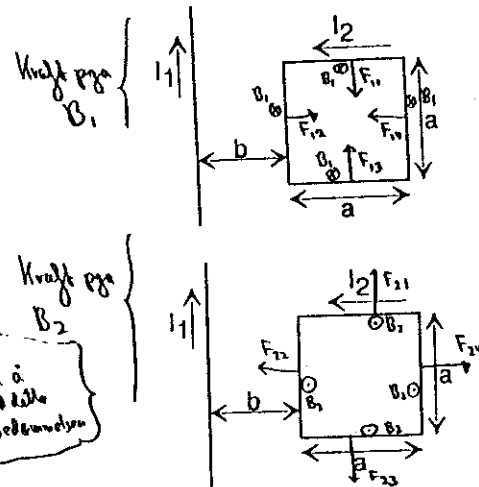 Kraft pga
B₁
I₁
I₂
B₁ ⊗ F₁₁
B₁ ⊗ F₁₂
F₁₄ ⊗ B₁
B₁ ⊗ F₁₃
a
b
a
Kraft pga
B₂
I₁
I₂ F₂₁
⊙ B₂
F₂₂
F₂₄
⊙ B₂
B₂ ⊙
a
b
⊙ B₂
a
F₂₃
å